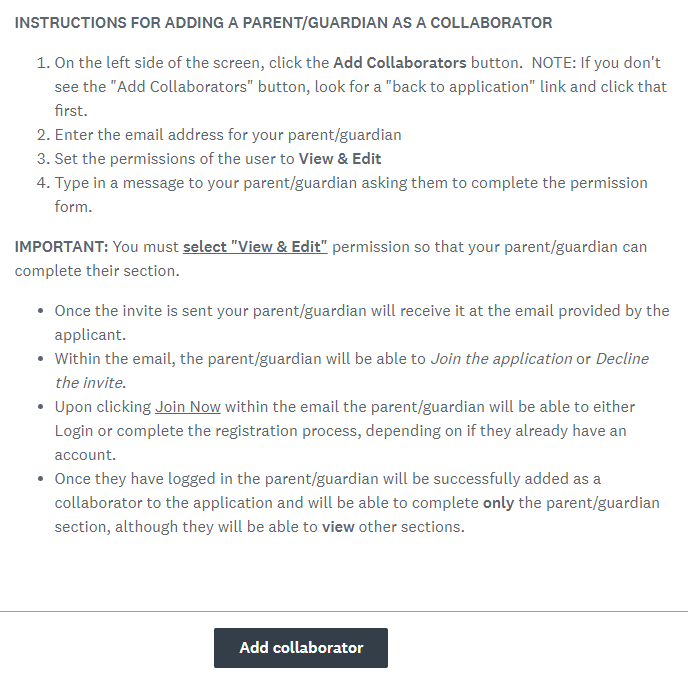 INSTRUCTIONS FOR ADDING A PARENT/GUARDIAN AS A COLLABORATOR
1. On the left side of the screen, click the Add Collaborators button.  NOTE: If you don't
see the "Add Collaborators" button, look for a "back to application" link and click that
first.
2. Enter the email address for your parent/guardian
3. Set the permissions of the user to View & Edit
4. Type in a message to your parent/guardian asking them to complete the permission
form.
IMPORTANT: You must select "View & Edit" permission so that your parent/guardian can
complete their section.
• Once the invite is sent your parent/guardian will receive it at the email provided by the
applicant.
• Within the email, the parent/guardian will be able to Join the application or Decline
the invite.
• Upon clicking Join Now within the email the parent/guardian will be able to either
Login or complete the registration process, depending on if they already have an
account.
• Once they have logged in the parent/guardian will be successfully added as a
collaborator to the application and will be able to complete only the parent/guardian
section, although they will be able to view other sections.
Add collaborator